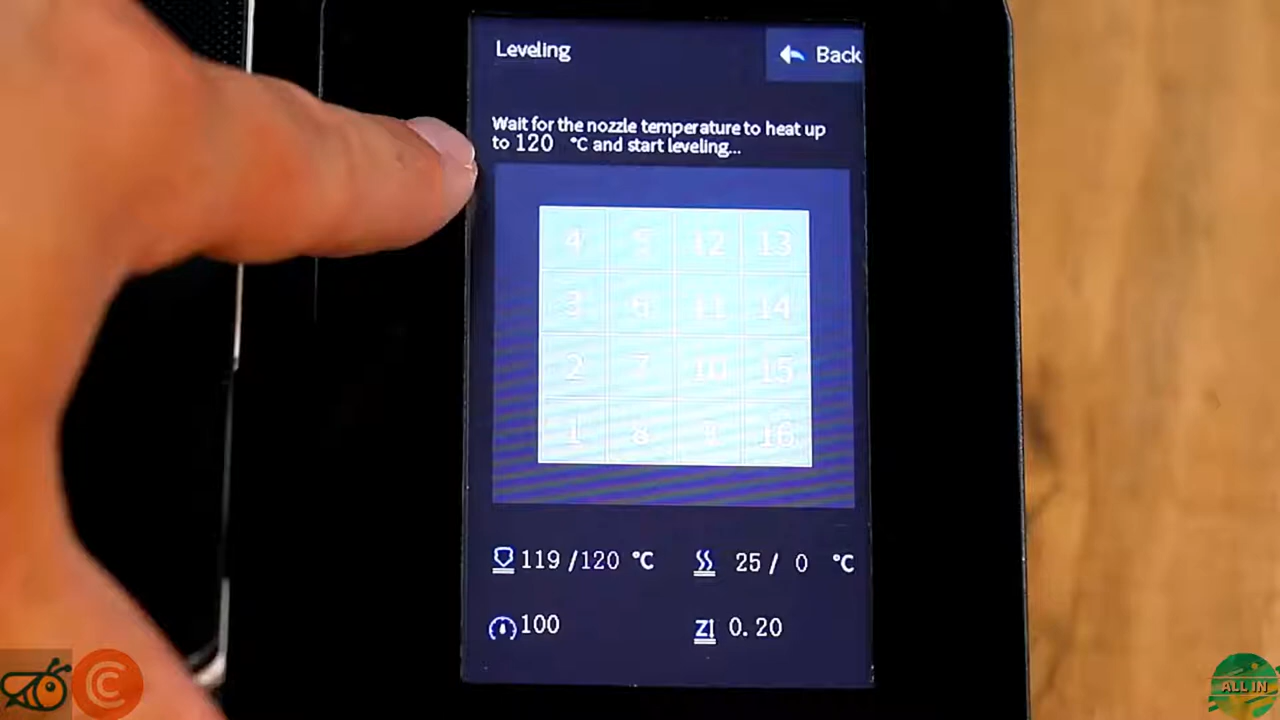 Leveling
Back
Wait for the nozzle temperature to heat up
to 120 °C and start leveling...
4 5 12 13
3 6 11 14
2 7 10 15
1 8 9 16
119 /120 °C
25 / 0 °C
100
Z 0.20
C
ALL IN